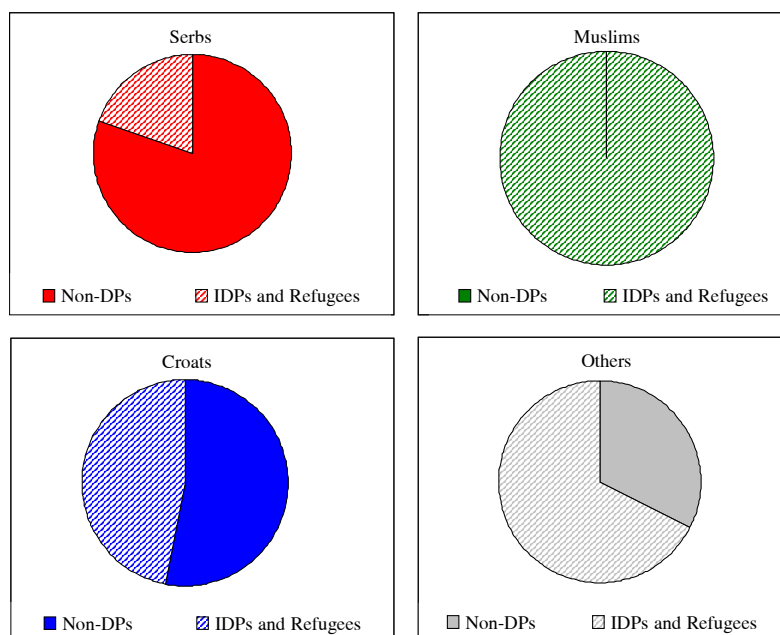 Serbs
Non-DPs IDPs and Refugees
Muslims
Non-DPs IDPs and Refugees
Croats
Non-DPs IDPs and Refugees
Others
Non-DPs IDPs and Refugees